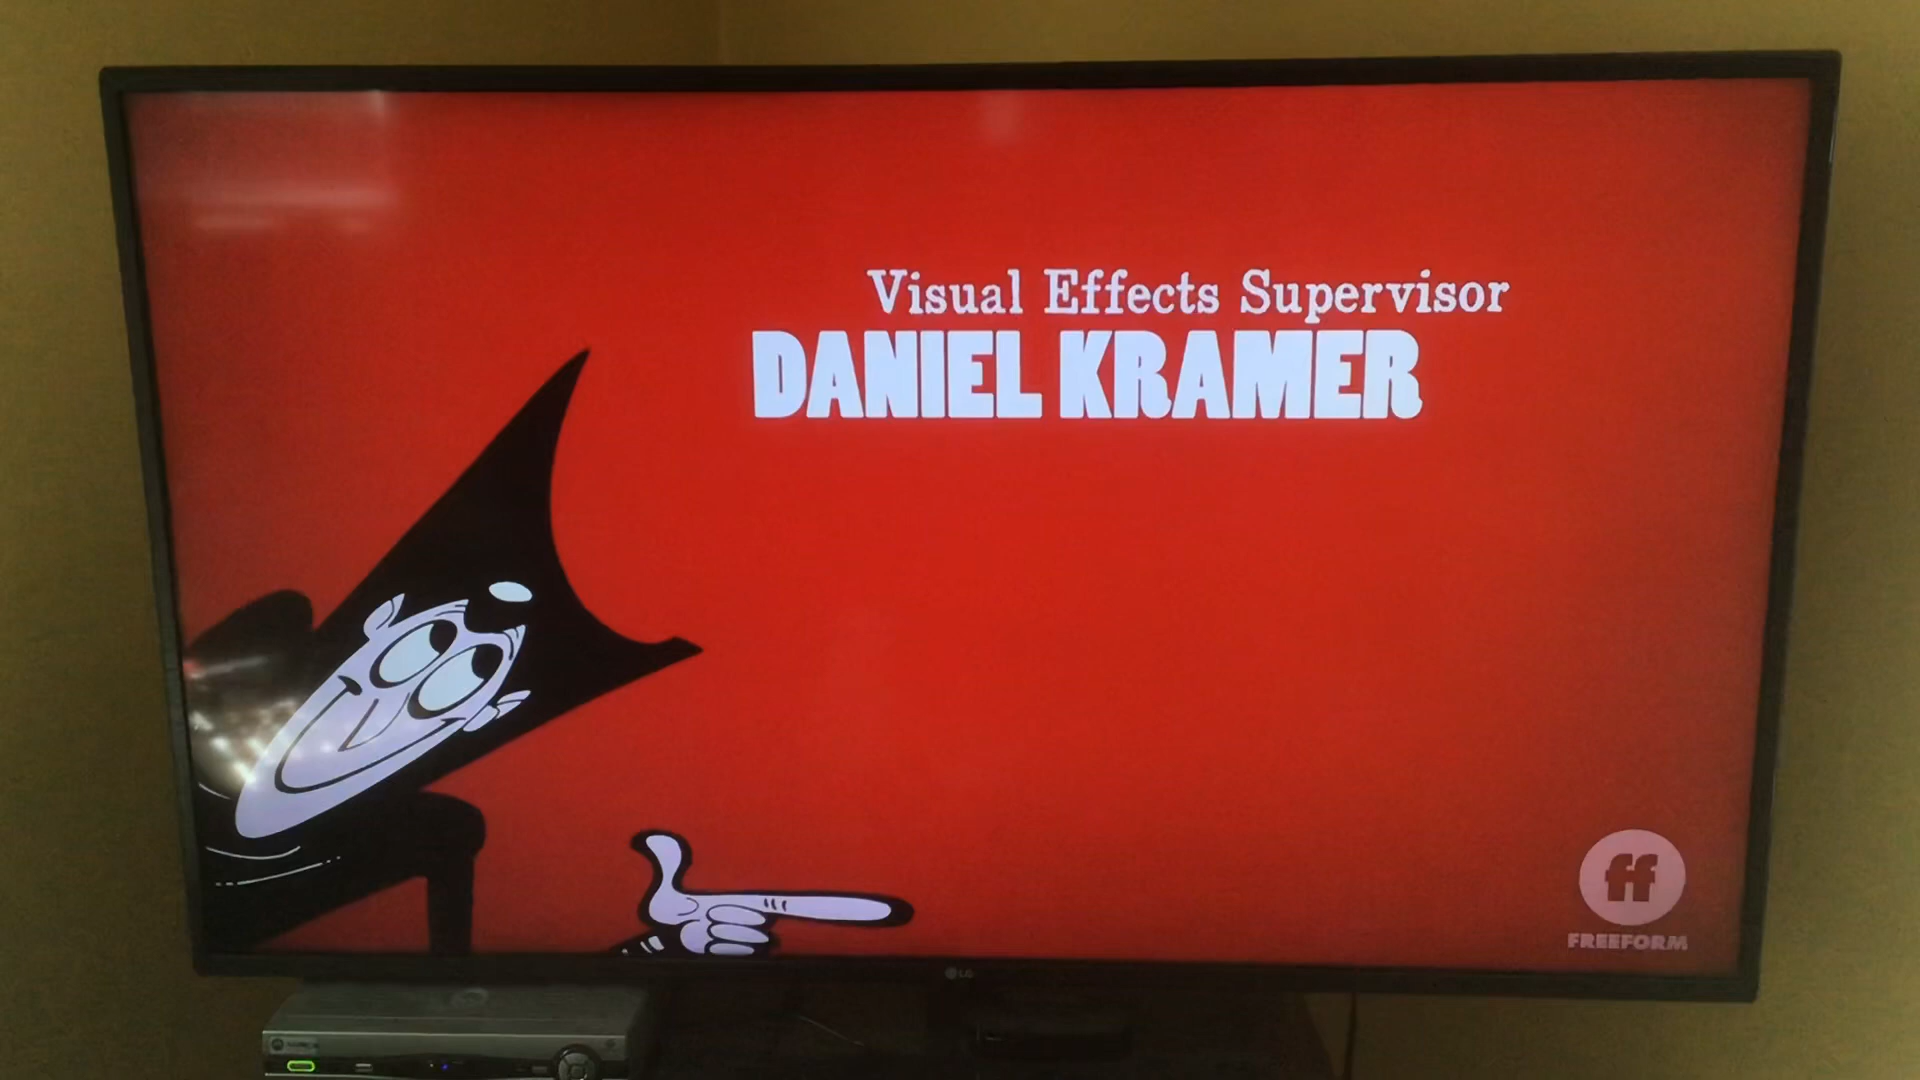 Visual Effects Supervisor
DANIEL KRAMER
ff
FREEFORM
LG